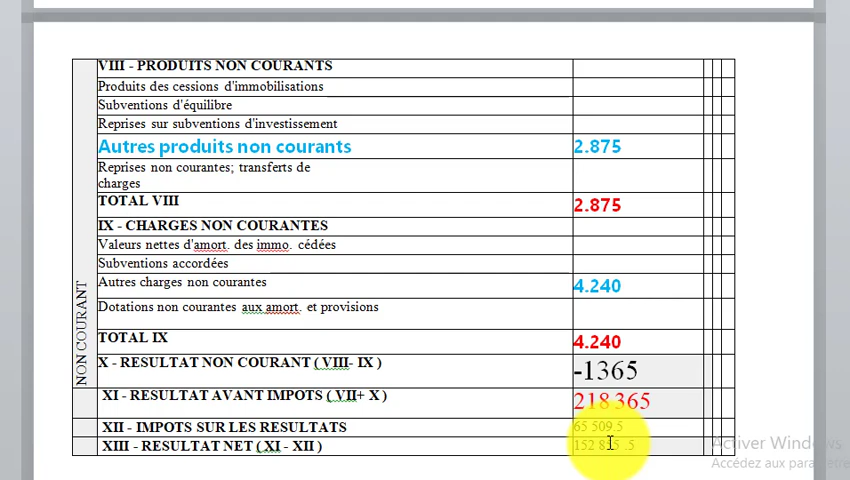 VIII - PRODUITS NON COURANTS
Produits des cessions d'immobilisations
Subventions d'équilibre
Reprises sur subventions d'investissement
Autres produits non courants 2.875
Reprises non courantes; transferts de
charges
TOTAL VIII 2.875
IX - CHARGES NON COURANTES
Valeurs nettes d'amort. des immo. cédées
Subventions accordées
Autres charges non courantes 4.240
Dotations non courantes aux amort. et provisions
TOTAL IX 4.240
NON COURANT
X - RESULTAT NON COURANT ( VIII- IX ) -1365
XI - RESULTAT AVANT IMPOTS ( VII+ X ) 218 365
XII - IMPOTS SUR LES RESULTATS 65 509.5
XIII - RESULTAT NET ( XI - XII ) 152 855 .5
Activer Windows
Accédez aux paramètre